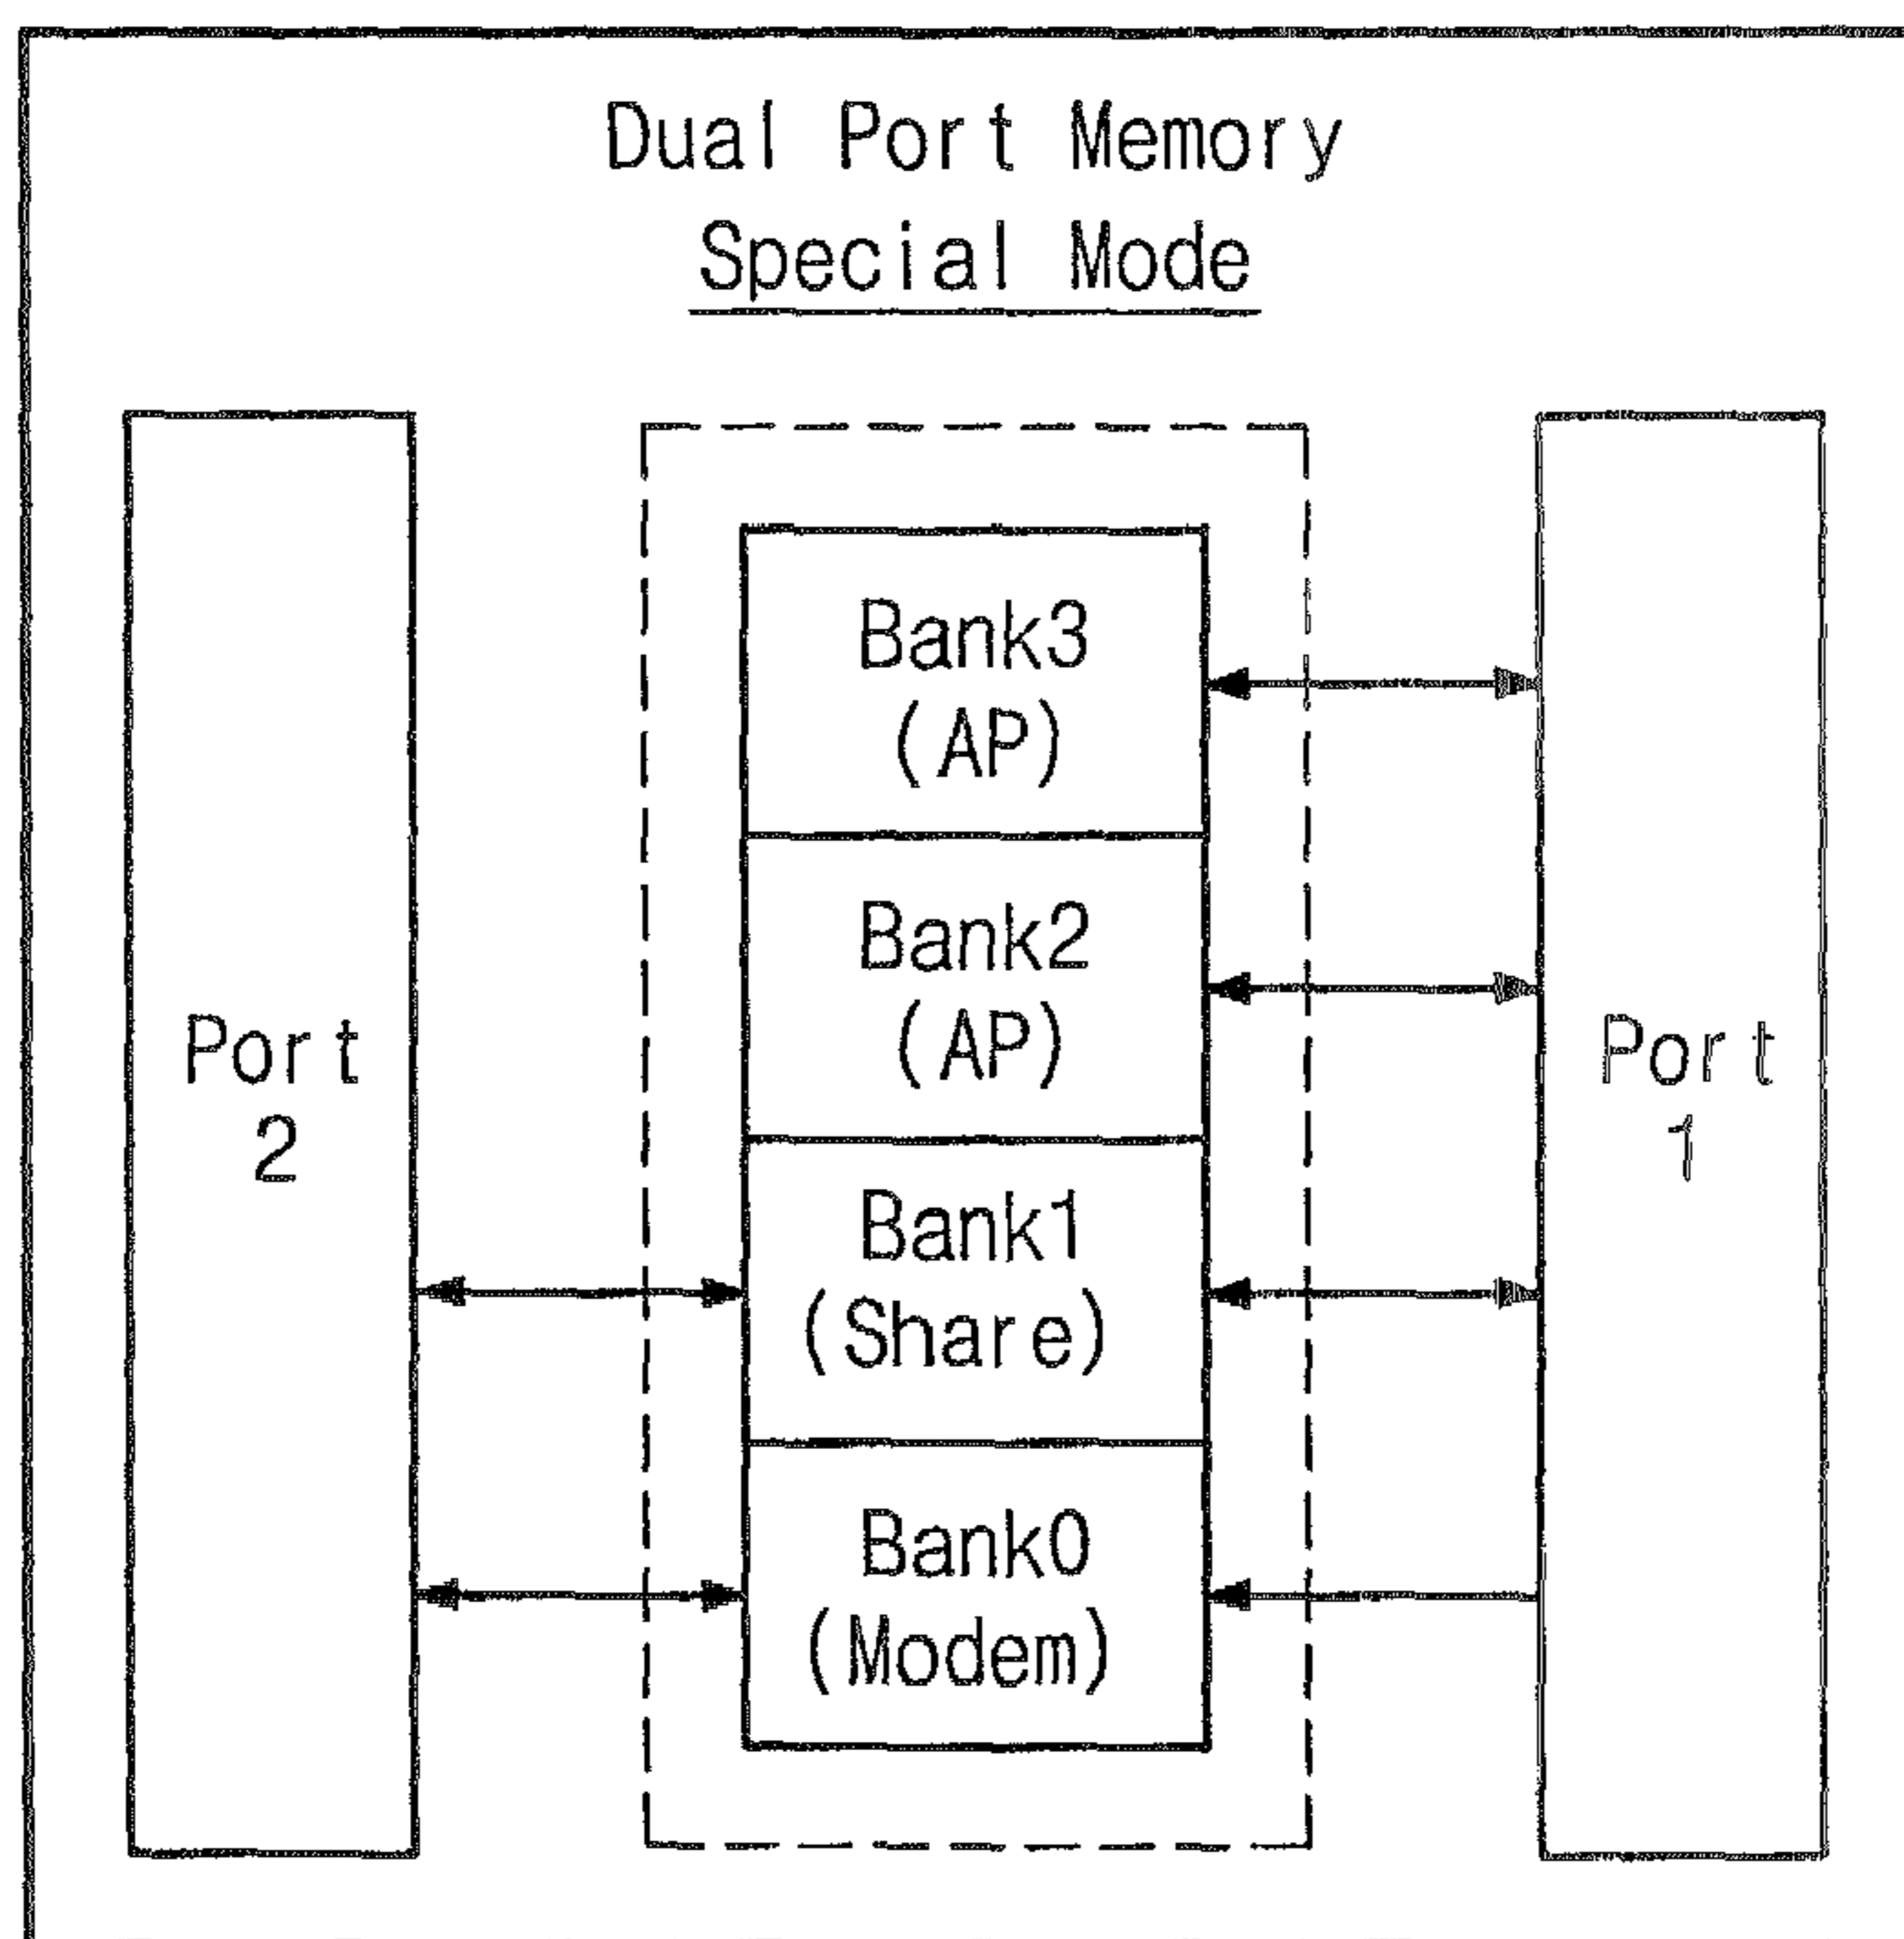 Dual Port Memory
Special Mode
Port
2
Bank3
(AP)
Bank2
(AP)
Bank1
(Share)
Bank0
(Modem)
Port
1